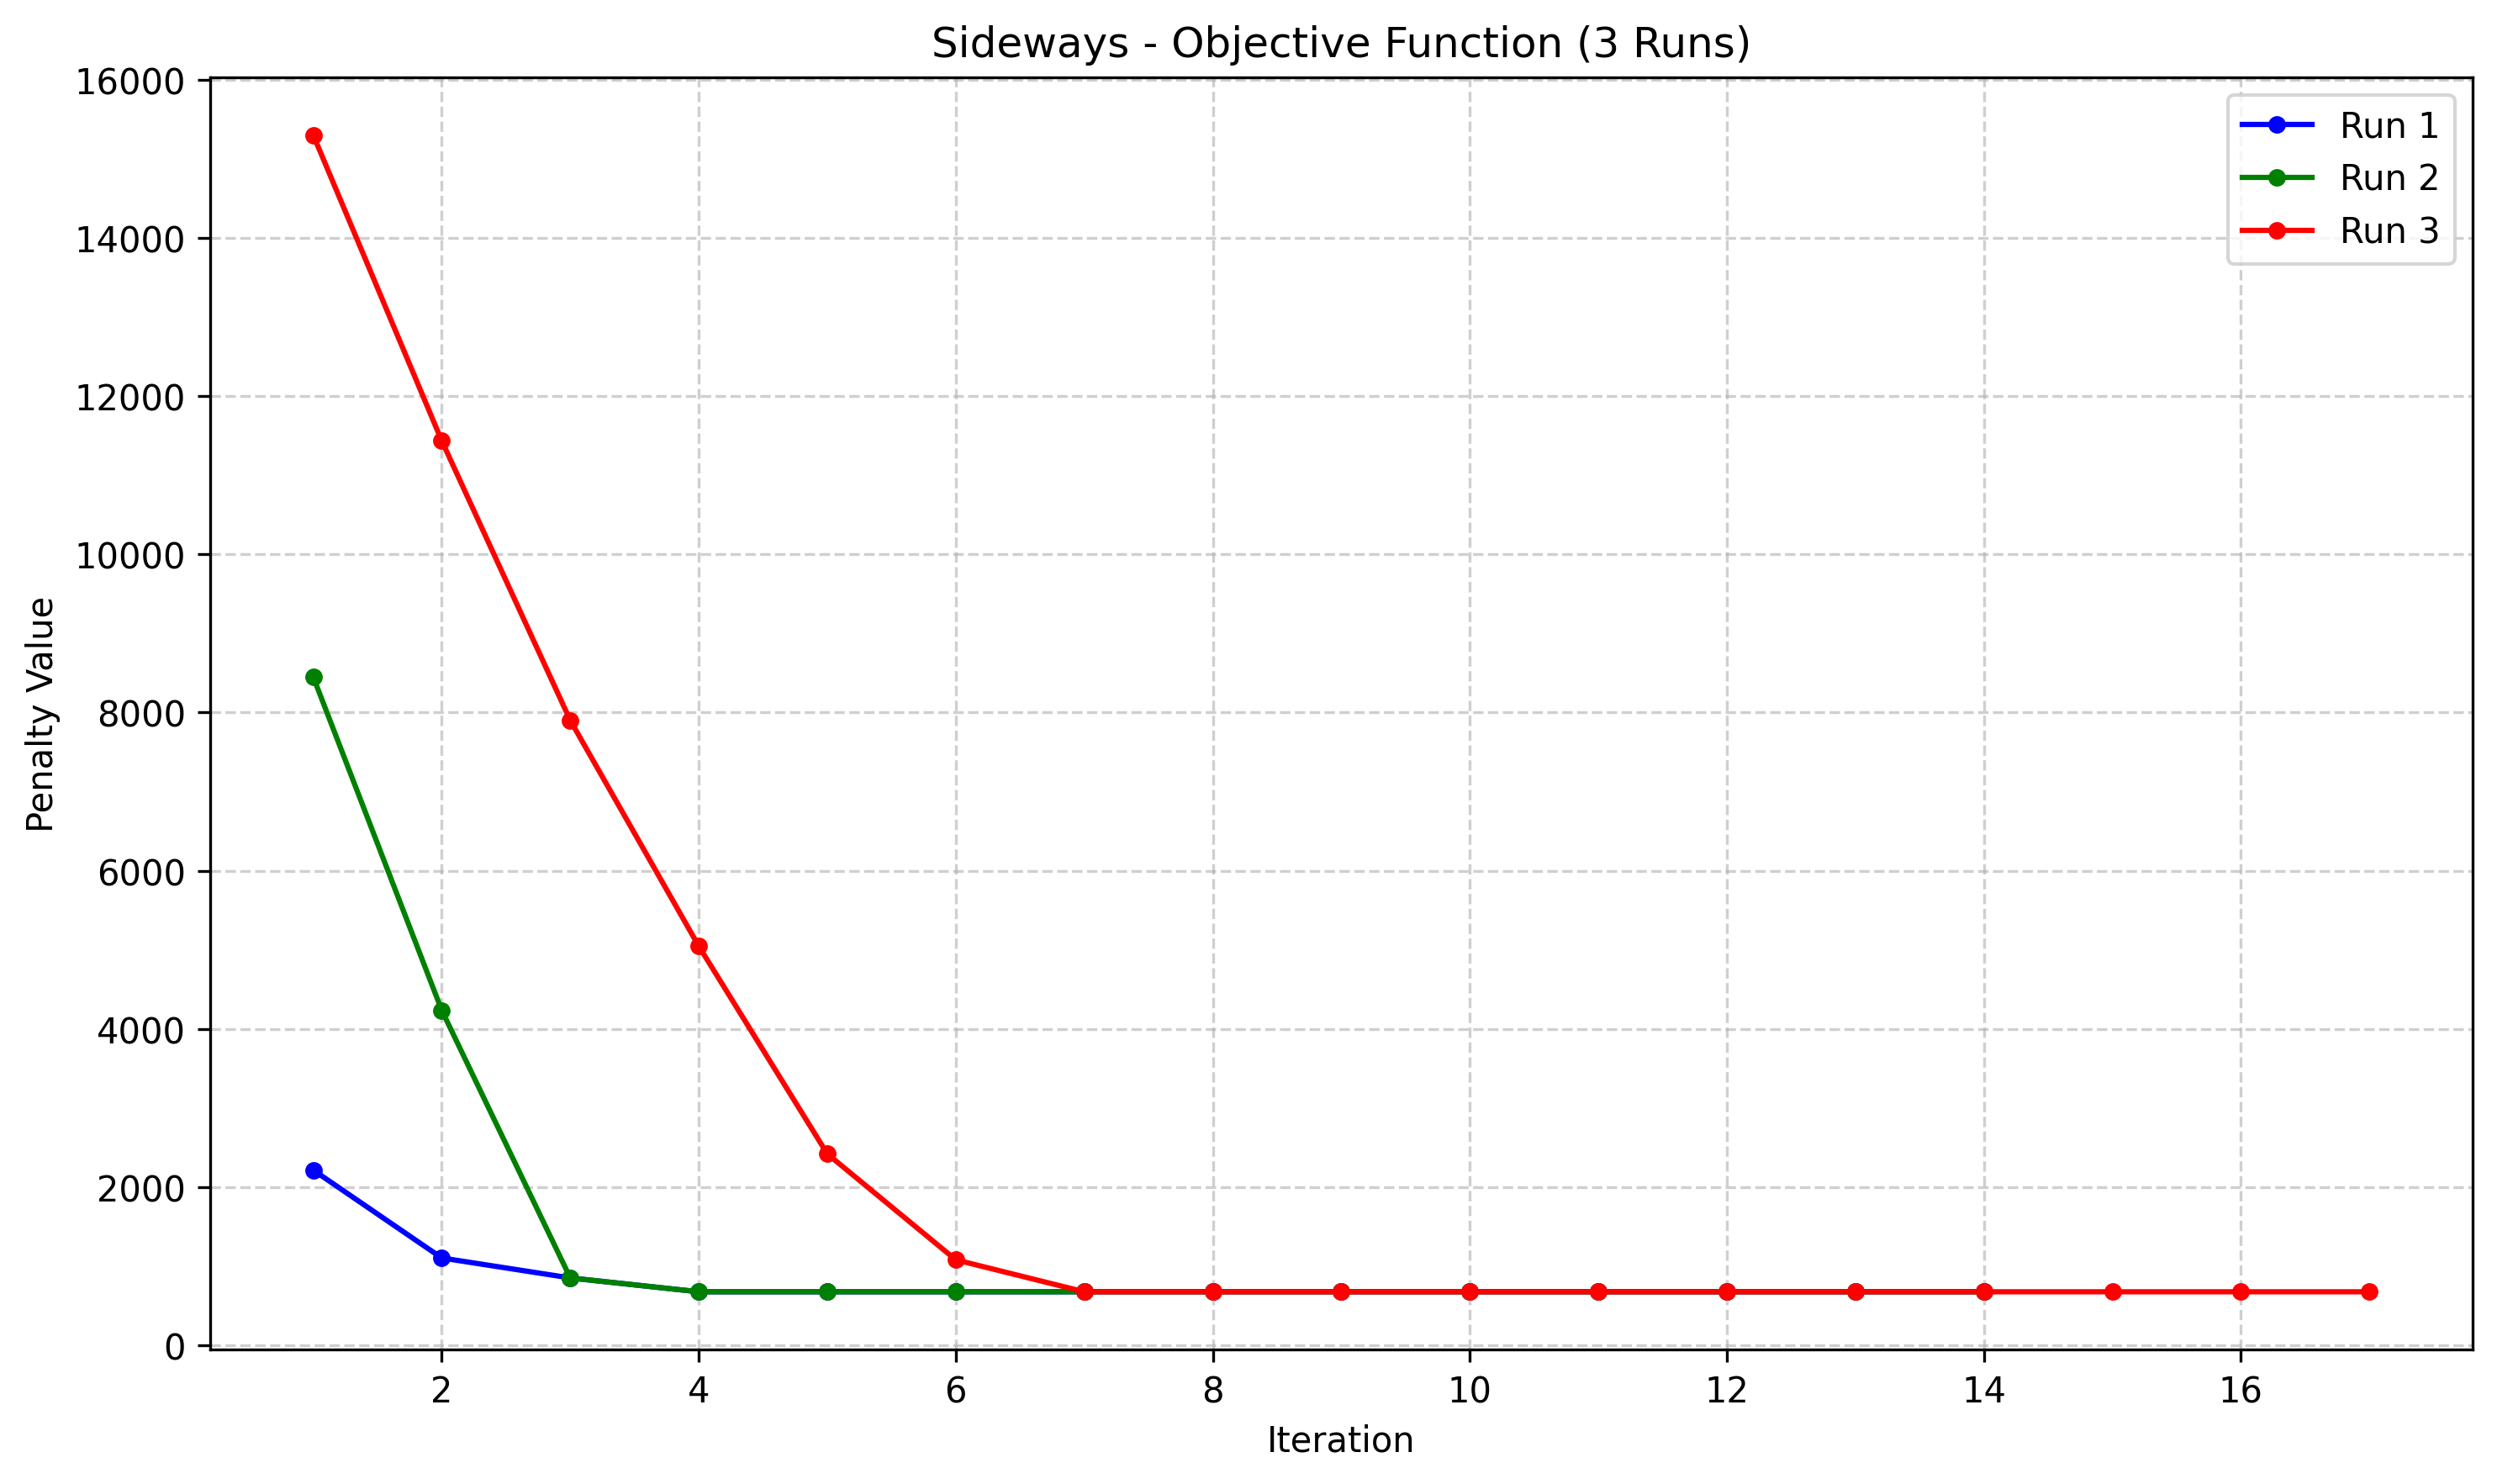 Sideways - Objective Function (3 Runs)
16000
14000
12000
10000
8000
6000
4000
2000
0
Penalty Value
Run 1
Run 2
Run 3
2 4 6 8 10 12 14 16
Iteration